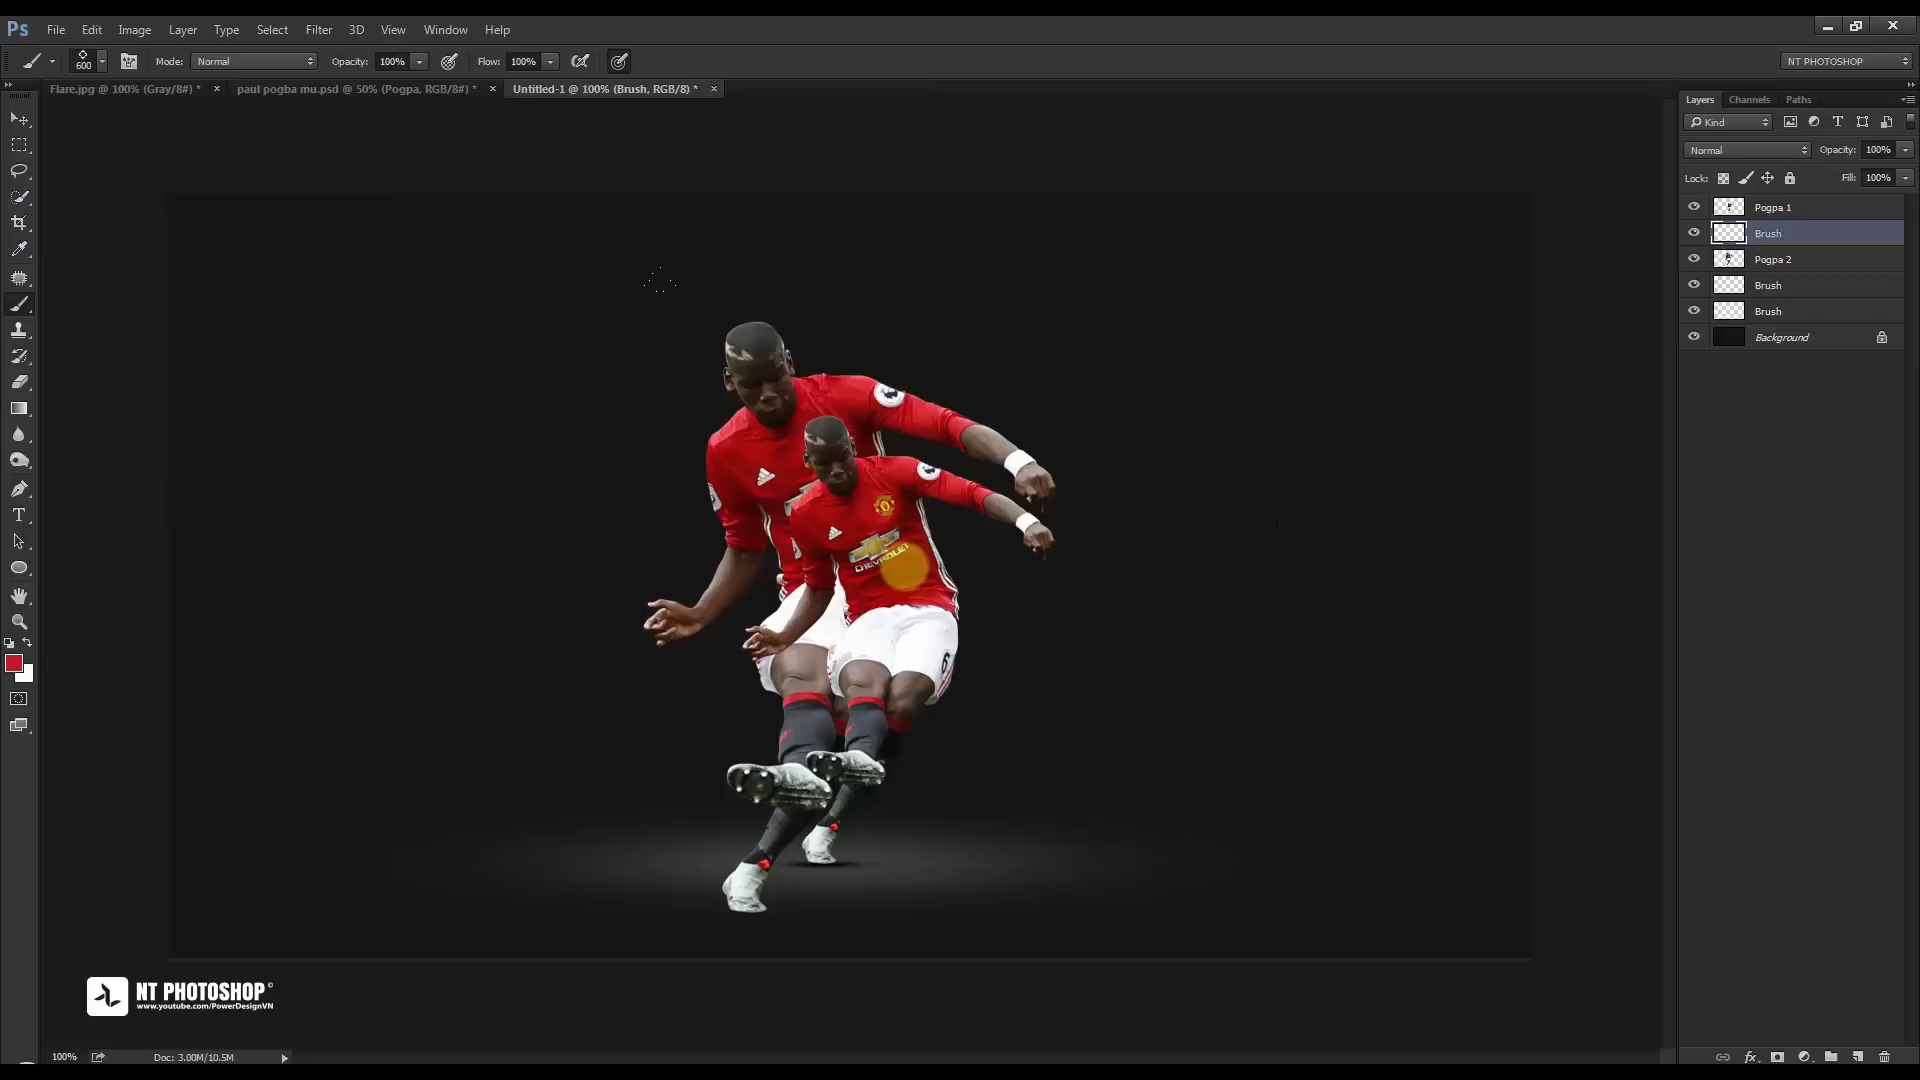 Ps File Edit Image Layer Type Select Filter 3D View Window Help
600 Mode: Normal Opacity: 100% Flow: 100% NT PHOTOSHOP
Flare.jpg @ 100% (Gray/8#) * × paul pogba mu.psd @ 50% (Pogpa, RGB/8#) * × Untitled-1 @ 100% (Brush, RGB/8) * ×
Layers Channels Paths
Kind
Normal Opacity: 100%
Lock: Fill: 100%
Pogpa 1
Brush
Pogpa 2
Brush
Brush
Background
CHEVROLET
6
T
NT PHOTOSHOP
www.youtube.com/PowerDesignVN
100% Doc: 3.00M/10.5M
fx